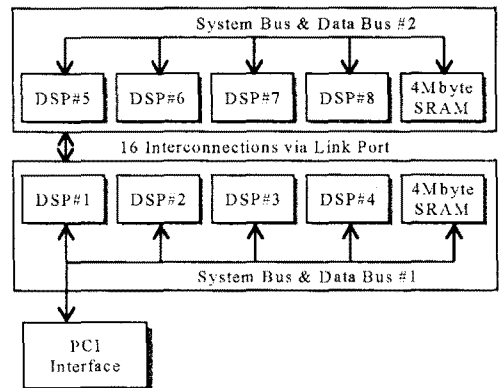 System Bus & Data Bus #2
DSP#5 DSP#6 DSP#7 DSP#8 4Mbyte
SRAM
16 Interconnections via Link Port
DSP#1 DSP#2 DSP#3 DSP#4 4Mbyte
SRAM
System Bus & Data Bus #1
PCI
Interface